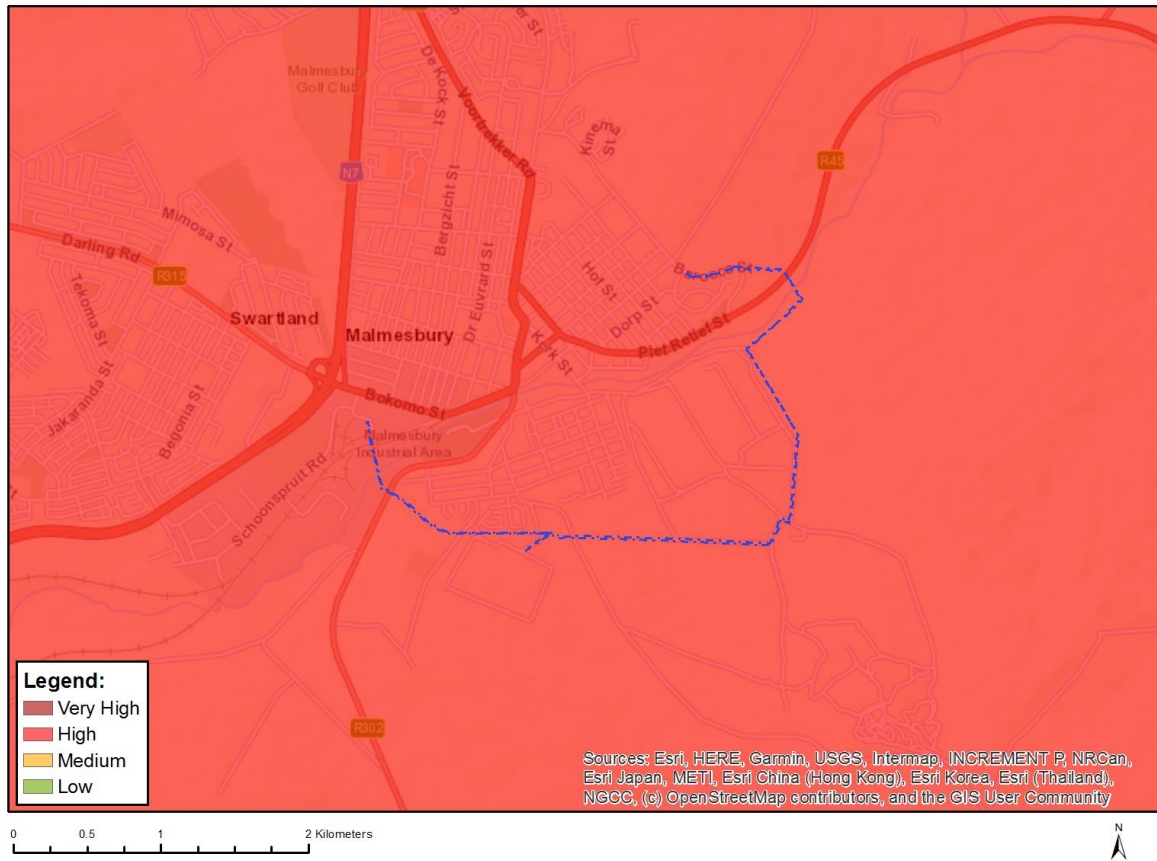 Malmesbury
Golf Club
De Kock St
Voortrekker Rd
Kinema
St
R45
N7
Bergzicht St
Mimosa St
Darling Rd
R315
Tekoma St
Hof St
Dorp St
Dr Euvrard St
Swartland
Malmesbury
Kerk St
Piet Retief St
Jakaranda St
Begonia St
Bokomo St
Malmesbury
Industrial Area
Schoonspruit Rd
R302
Legend:
Very High
High
Medium
Low
Sources: Esri, HERE, Garmin, USGS, Intermap, INCREMENT P, NRCan,
Esri Japan, METI, Esri China (Hong Kong), Esri Korea, Esri (Thailand),
NGCC, (c) OpenStreetMap contributors, and the GIS User Community
0 0.5 1 2 Kilometers
N